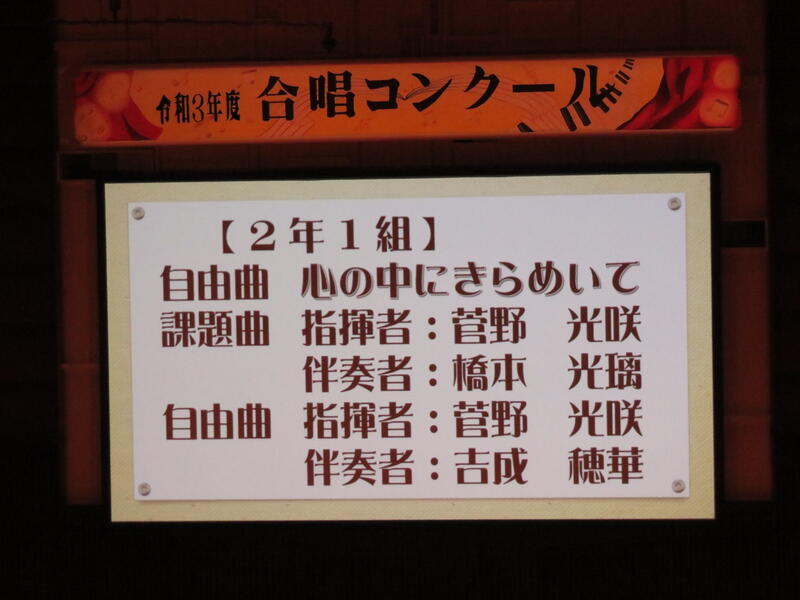 令和3年度 合唱コンクール
【２年１組】
自由曲 心の中にきらめいて
課題曲 指揮者：菅野 光咲
伴奏者：橋本 光璃
自由曲 指揮者：菅野 光咲
伴奏者：吉成 穂華